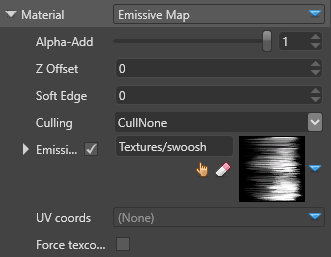 Material Emissive Map
Alpha-Add 1
Z Offset 0
Soft Edge 0
Culling CullNone
Emissi... Textures/swoosh
UV coords (None)
Force texco...